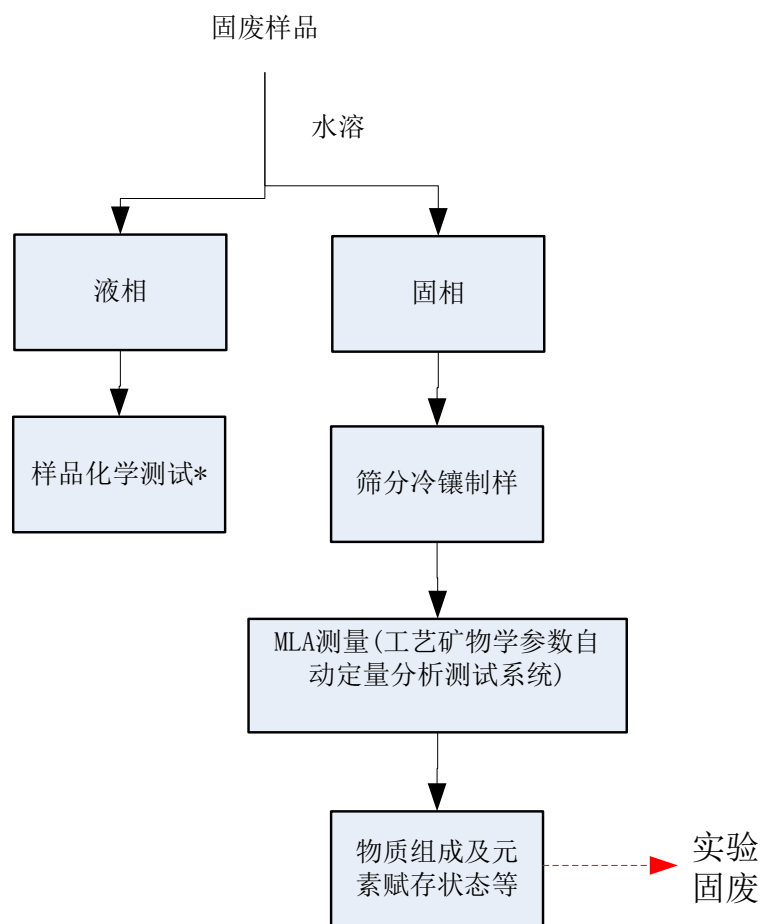 固废样品
水溶
液相
固相
样品化学测试*
筛分冷镶制样
MLA测量(工艺矿物学参数自
动定量分析测试系统)
物质组成及元
素赋存状态等
实验
固废